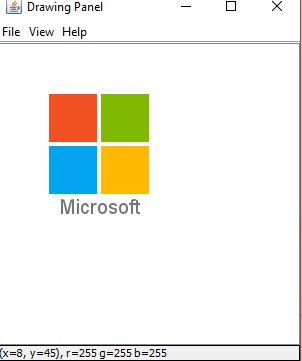 Drawing Panel
File View Help
Microsoft
(x=8, y=45), r=255 g=255 b=255